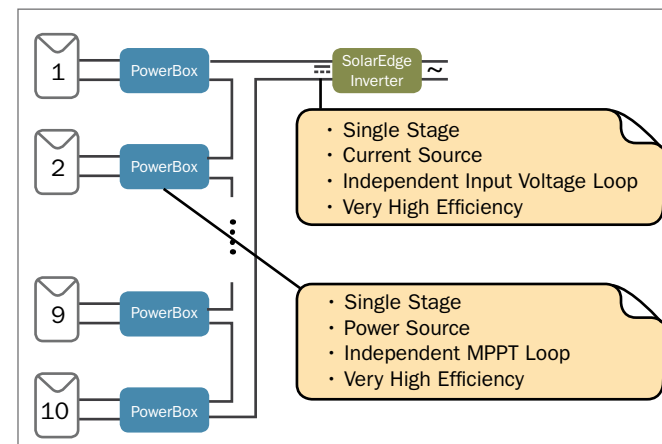 1
PowerBox
SolarEdge
Inverter
~
2
PowerBox
· Single Stage
· Current Source
· Independent Input Voltage Loop
· Very High Efficiency
9
PowerBox
· Single Stage
· Power Source
· Independent MPPT Loop
· Very High Efficiency
10
PowerBox